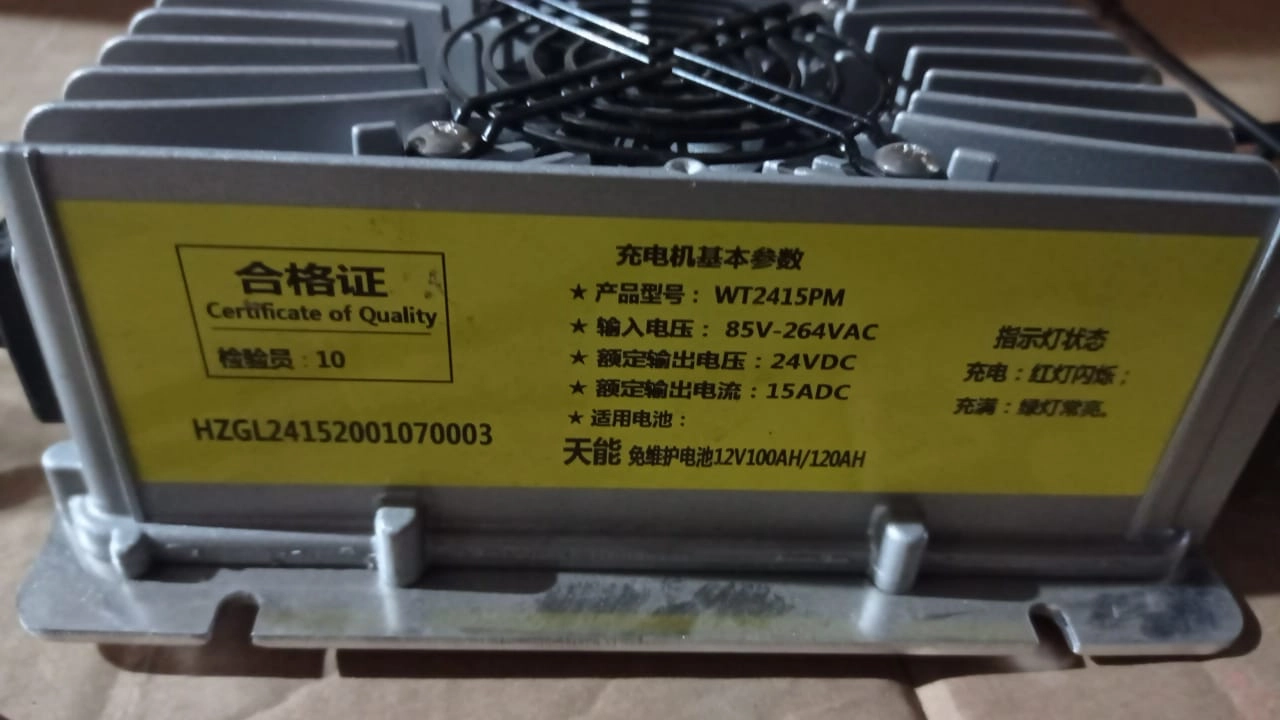 合格证
Certificate of Quality
检验员：10
HZGL24152001070003
充电机基本参数
★ 产品型号： WT2415PM
★ 输入电压： 85V-264VAC
★ 额定输出电压：24VDC
★ 额定输出电流：15ADC
★ 适用电池：
天能 免维护电池12V100AH/120AH
指示灯状态
充电：红灯闪烁；
充满：绿灯常亮。